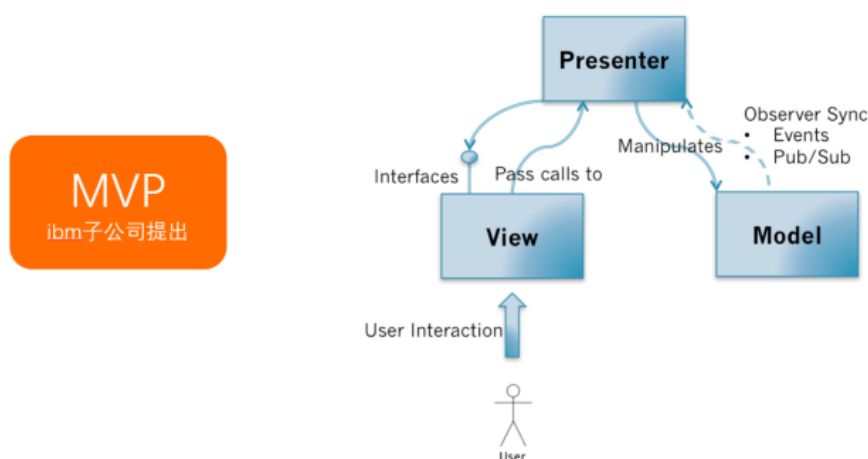 MVP
ibm子公司提出
Presenter
Observer Sync
• Events
• Pub/Sub
Manipulates
Interfaces
Pass calls to
View
Model
User Interaction
User